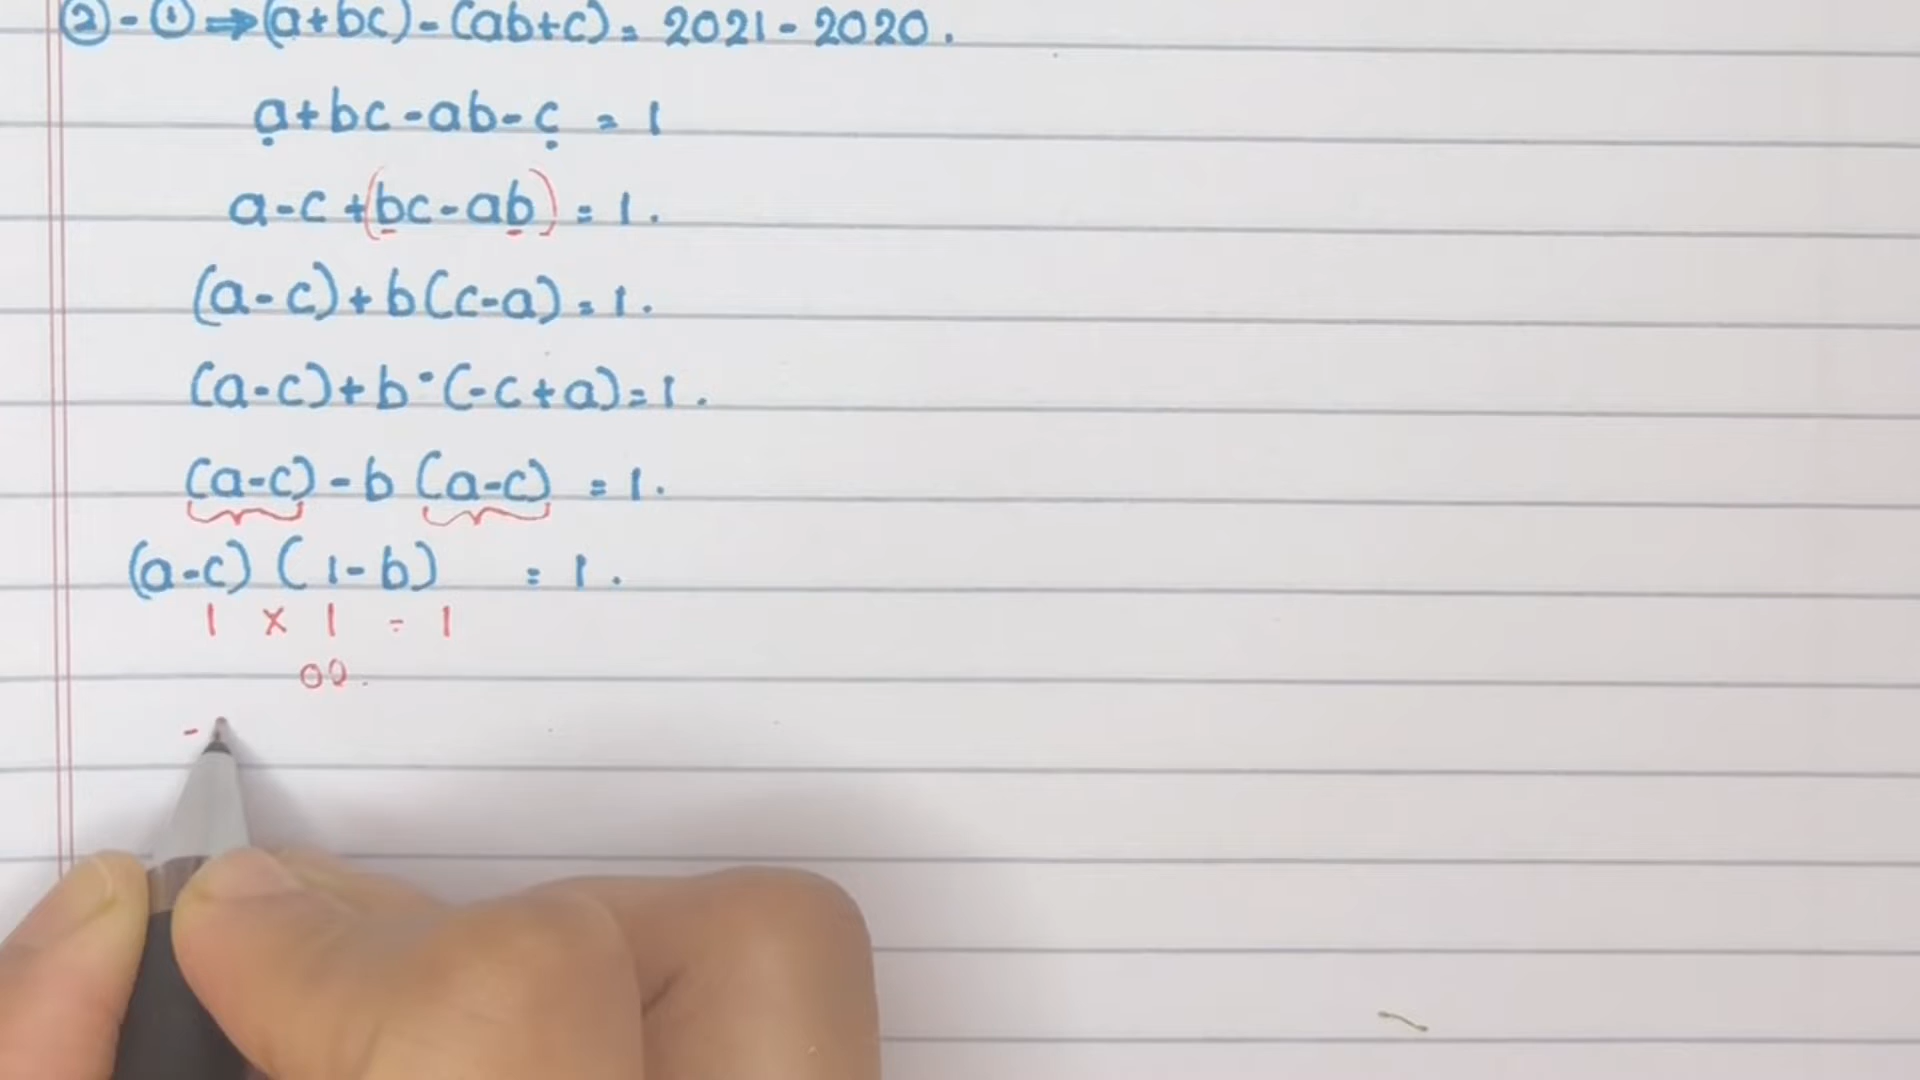 ② - ① ⇒ (a+bc) - (ab+c) = 2021 - 2020.
a+bc-ab-c = 1
a-c+(bc-ab) = 1.
(a-c)+b(c-a) = 1.
(a-c)+b·(-c+a) = 1.
(a-c)-b(a-c) = 1.
(a-c)(1-b) = 1.
1 × 1 = 1
-